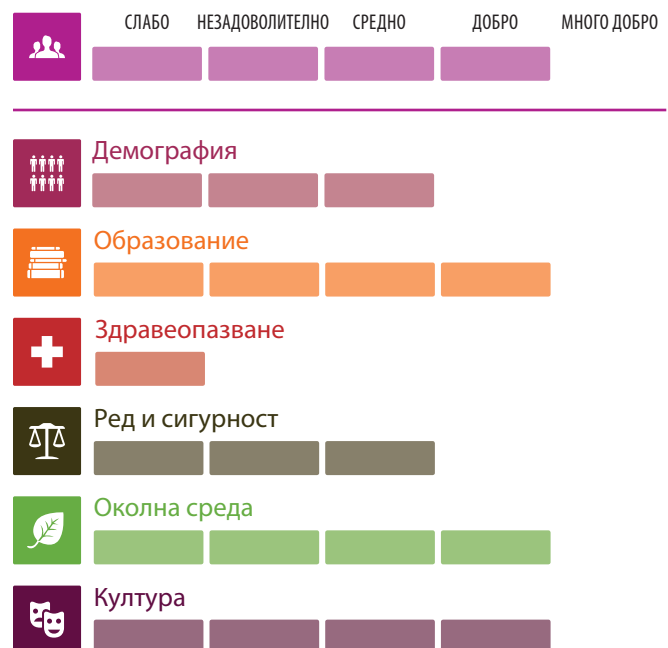 СЛАБО НЕЗАДОВОЛИТЕЛНО СРЕДНО ДОБРО МНОГО ДОБРО
Демография
Образование
Здравеопазване
Ред и сигурност
Околна среда
Култура